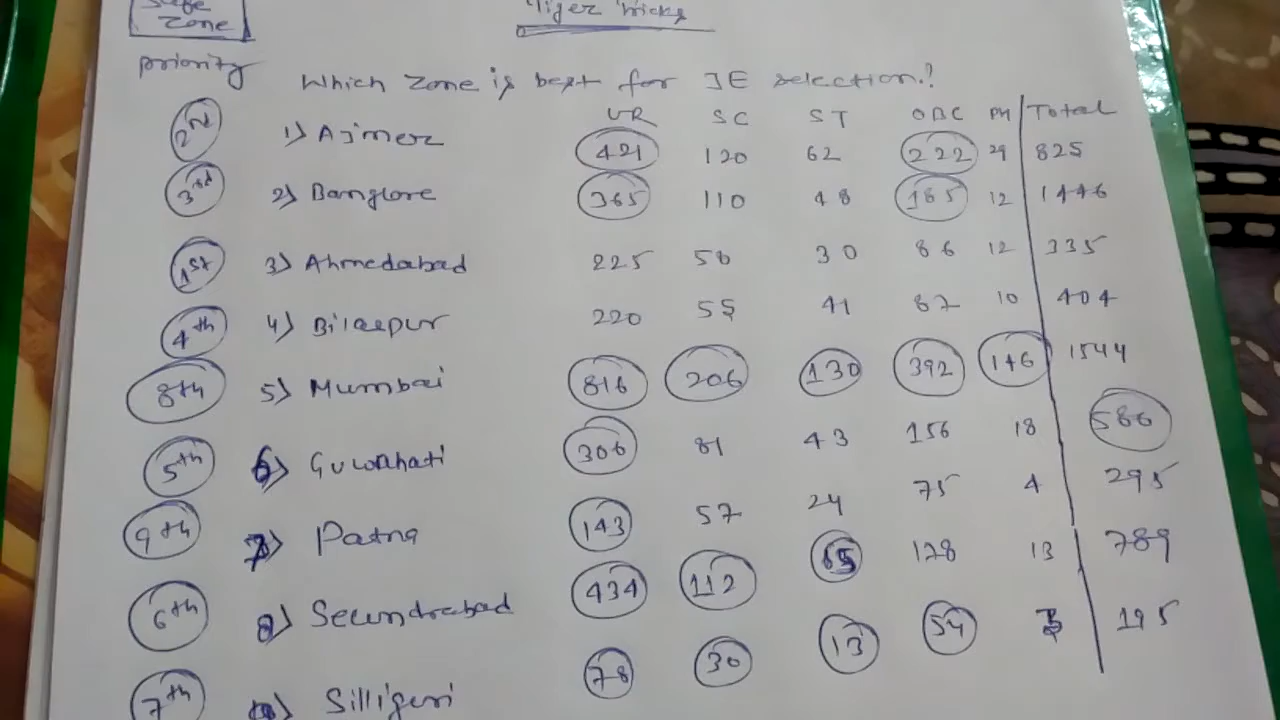 Safe Zone
Tiger tricks
priority
Which Zone is best for JE selection.!
UR SC ST OBC PH Total
2nd 1) Ajmer 421 120 62 222 29 825
3rd 2) Banglore 365 110 48 185 12 1446
1st 3) Ahmedabad 225 58 30 86 12 335
4th 4) Bilaspur 220 55 41 87 10 404
8th 5) Mumbai 816 206 130 392 146 1544
5th 6) Guwahati 306 81 43 156 18 586
9th 7) Patna 143 57 24 75 4 295
6th 8) Secundrabad 434 112 65 178 13 789
7th Silliguri 78 30 13 54 195